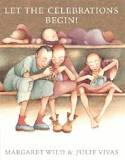 LET THE CELEBRATIONS
BEGIN!
MARGARET WILD & JULIE VIVAS